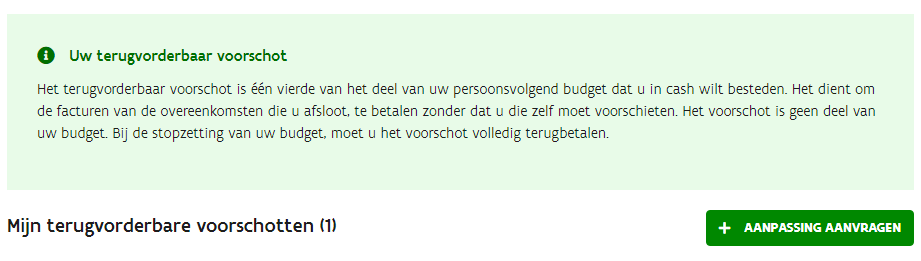 Uw terugvorderbaar voorschot
Het terugvorderbaar voorschot is één vierde van het deel van uw persoonsvolgend budget dat u in cash wilt besteden. Het dient om
de facturen van de overeenkomsten die u afsloot, te betalen zonder dat u die zelf moet voorschieten. Het voorschot is geen deel van
uw budget. Bij de stopzetting van uw budget, moet u het voorschot volledig terugbetalen.
Mijn terugvorderbare voorschotten (1)
+ AANPASSING AANVRAGEN